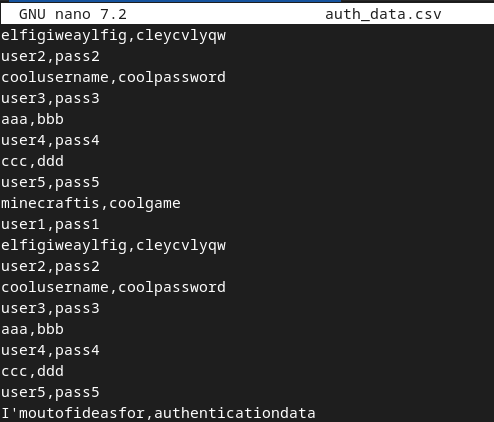 GNU nano 7.2 auth_data.csv
elfigiweaylfig,cleycvlyqw
user2,pass2
coolusername,coolpassword
user3,pass3
aaa,bbb
user4,pass4
ccc,ddd
user5,pass5
minecraftis,coolgame
user1,pass1
elfigiweaylfig,cleycvlyqw
user2,pass2
coolusername,coolpassword
user3,pass3
aaa,bbb
user4,pass4
ccc,ddd
user5,pass5
I'moutofideasfor,authenticationdata